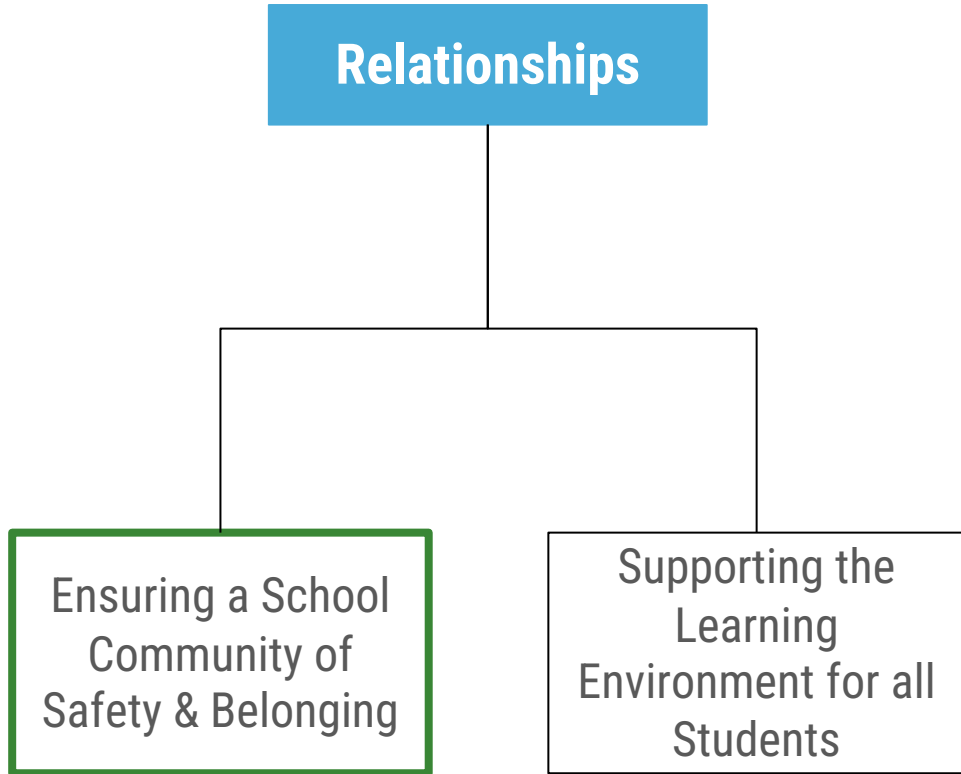 Relationships
Ensuring a School
Community of
Safety & Belonging
Supporting the
Learning
Environment for all
Students